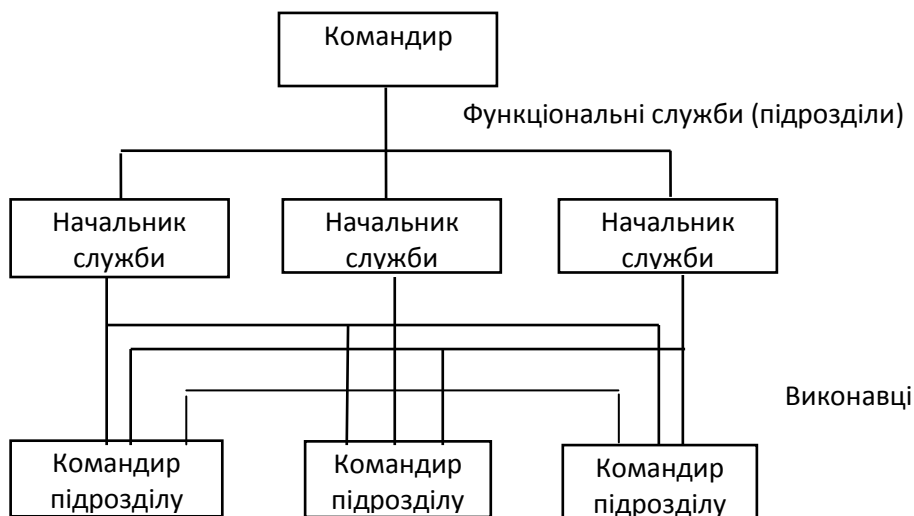 Командир
Функціональні служби (підрозділи)
Начальник
служби
Начальник
служби
Начальник
служби
Виконавці
Командир
підрозділу
Командир
підрозділу
Командир
підрозділу